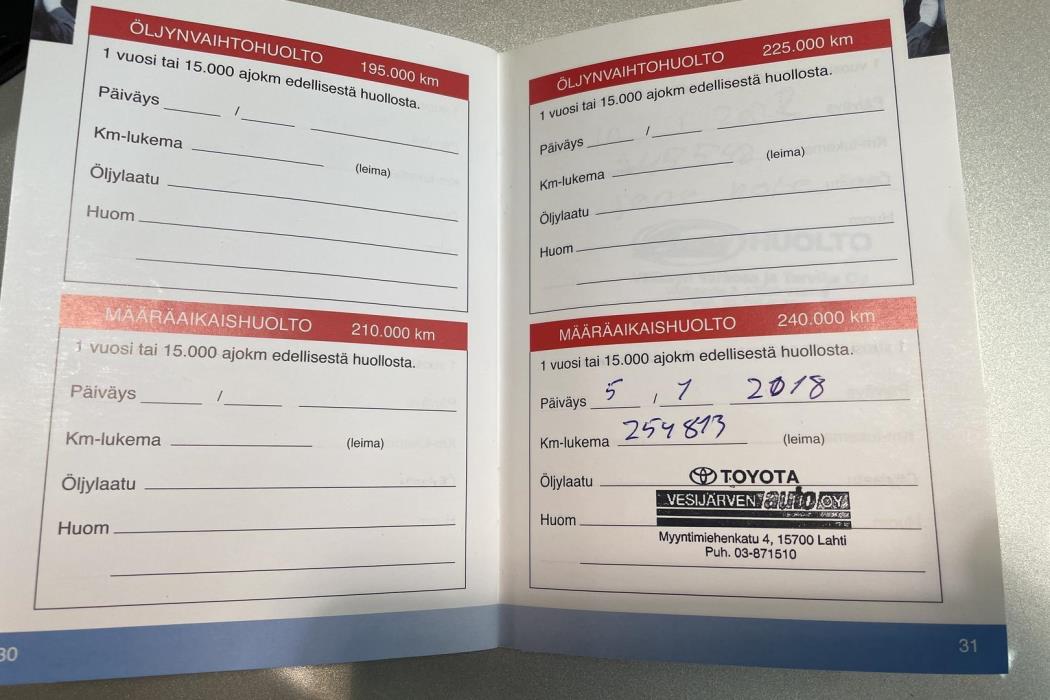 ÖLJYNVAIHTOHUOLTO 195.000 km
1 vuosi tai 15.000 ajokm edellisestä huollosta.
Päiväys /
Km-lukema (leima)
Öljylaatu
Huom
MÄÄRÄAIKAISHUOLTO 210.000 km
1 vuosi tai 15.000 ajokm edellisestä huollosta.
Päiväys /
Km-lukema (leima)
Öljylaatu
Huom
30
ÖLJYNVAIHTOHUOLTO 225.000 km
1 vuosi tai 15.000 ajokm edellisestä huollosta.
Päiväys /
Km-lukema (leima)
Öljylaatu
Huom
MÄÄRÄAIKAISHUOLTO 240.000 km
1 vuosi tai 15.000 ajokm edellisestä huollosta.
Päiväys 5 / 1 2018
Km-lukema 254813 (leima)
Öljylaatu
TOYOTA
VESIJÄRVEN auto OY
Huom
Myyntimiehenkatu 4, 15700 Lahti
Puh. 03-871510
31